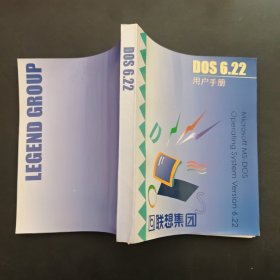 DOS 6.22
用户手册
Microsoft MS-DOS
Operating System Version 6.22
联想集团
DOS 6.22
LEGEND GROUP